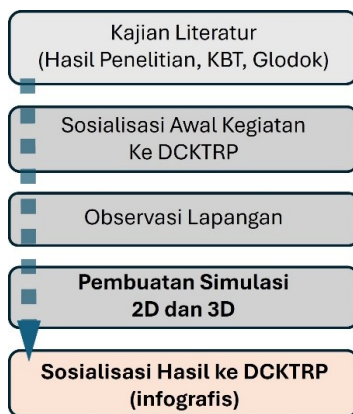 Kajian Literatur
(Hasil Penelitian, KBT, Glodok)
Sosialisasi Awal Kegiatan
Ke DCKTRP
Observasi Lapangan
Pembuatan Simulasi
2D dan 3D
Sosialisasi Hasil ke DCKTRP
(infografis)